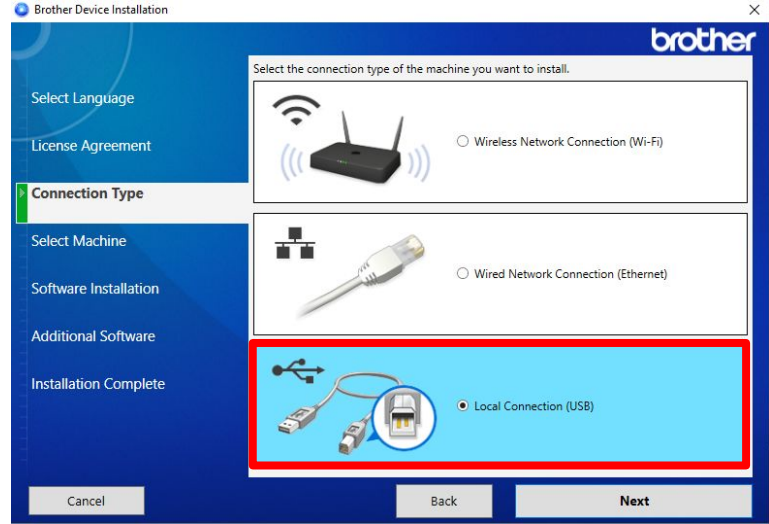 Brother Device Installation
brother
Select the connection type of the machine you want to install.
Select Language
License Agreement
Connection Type
Select Machine
Software Installation
Additional Software
Installation Complete
Wireless Network Connection (Wi-Fi)
Wired Network Connection (Ethernet)
Local Connection (USB)
Cancel
Back
Next